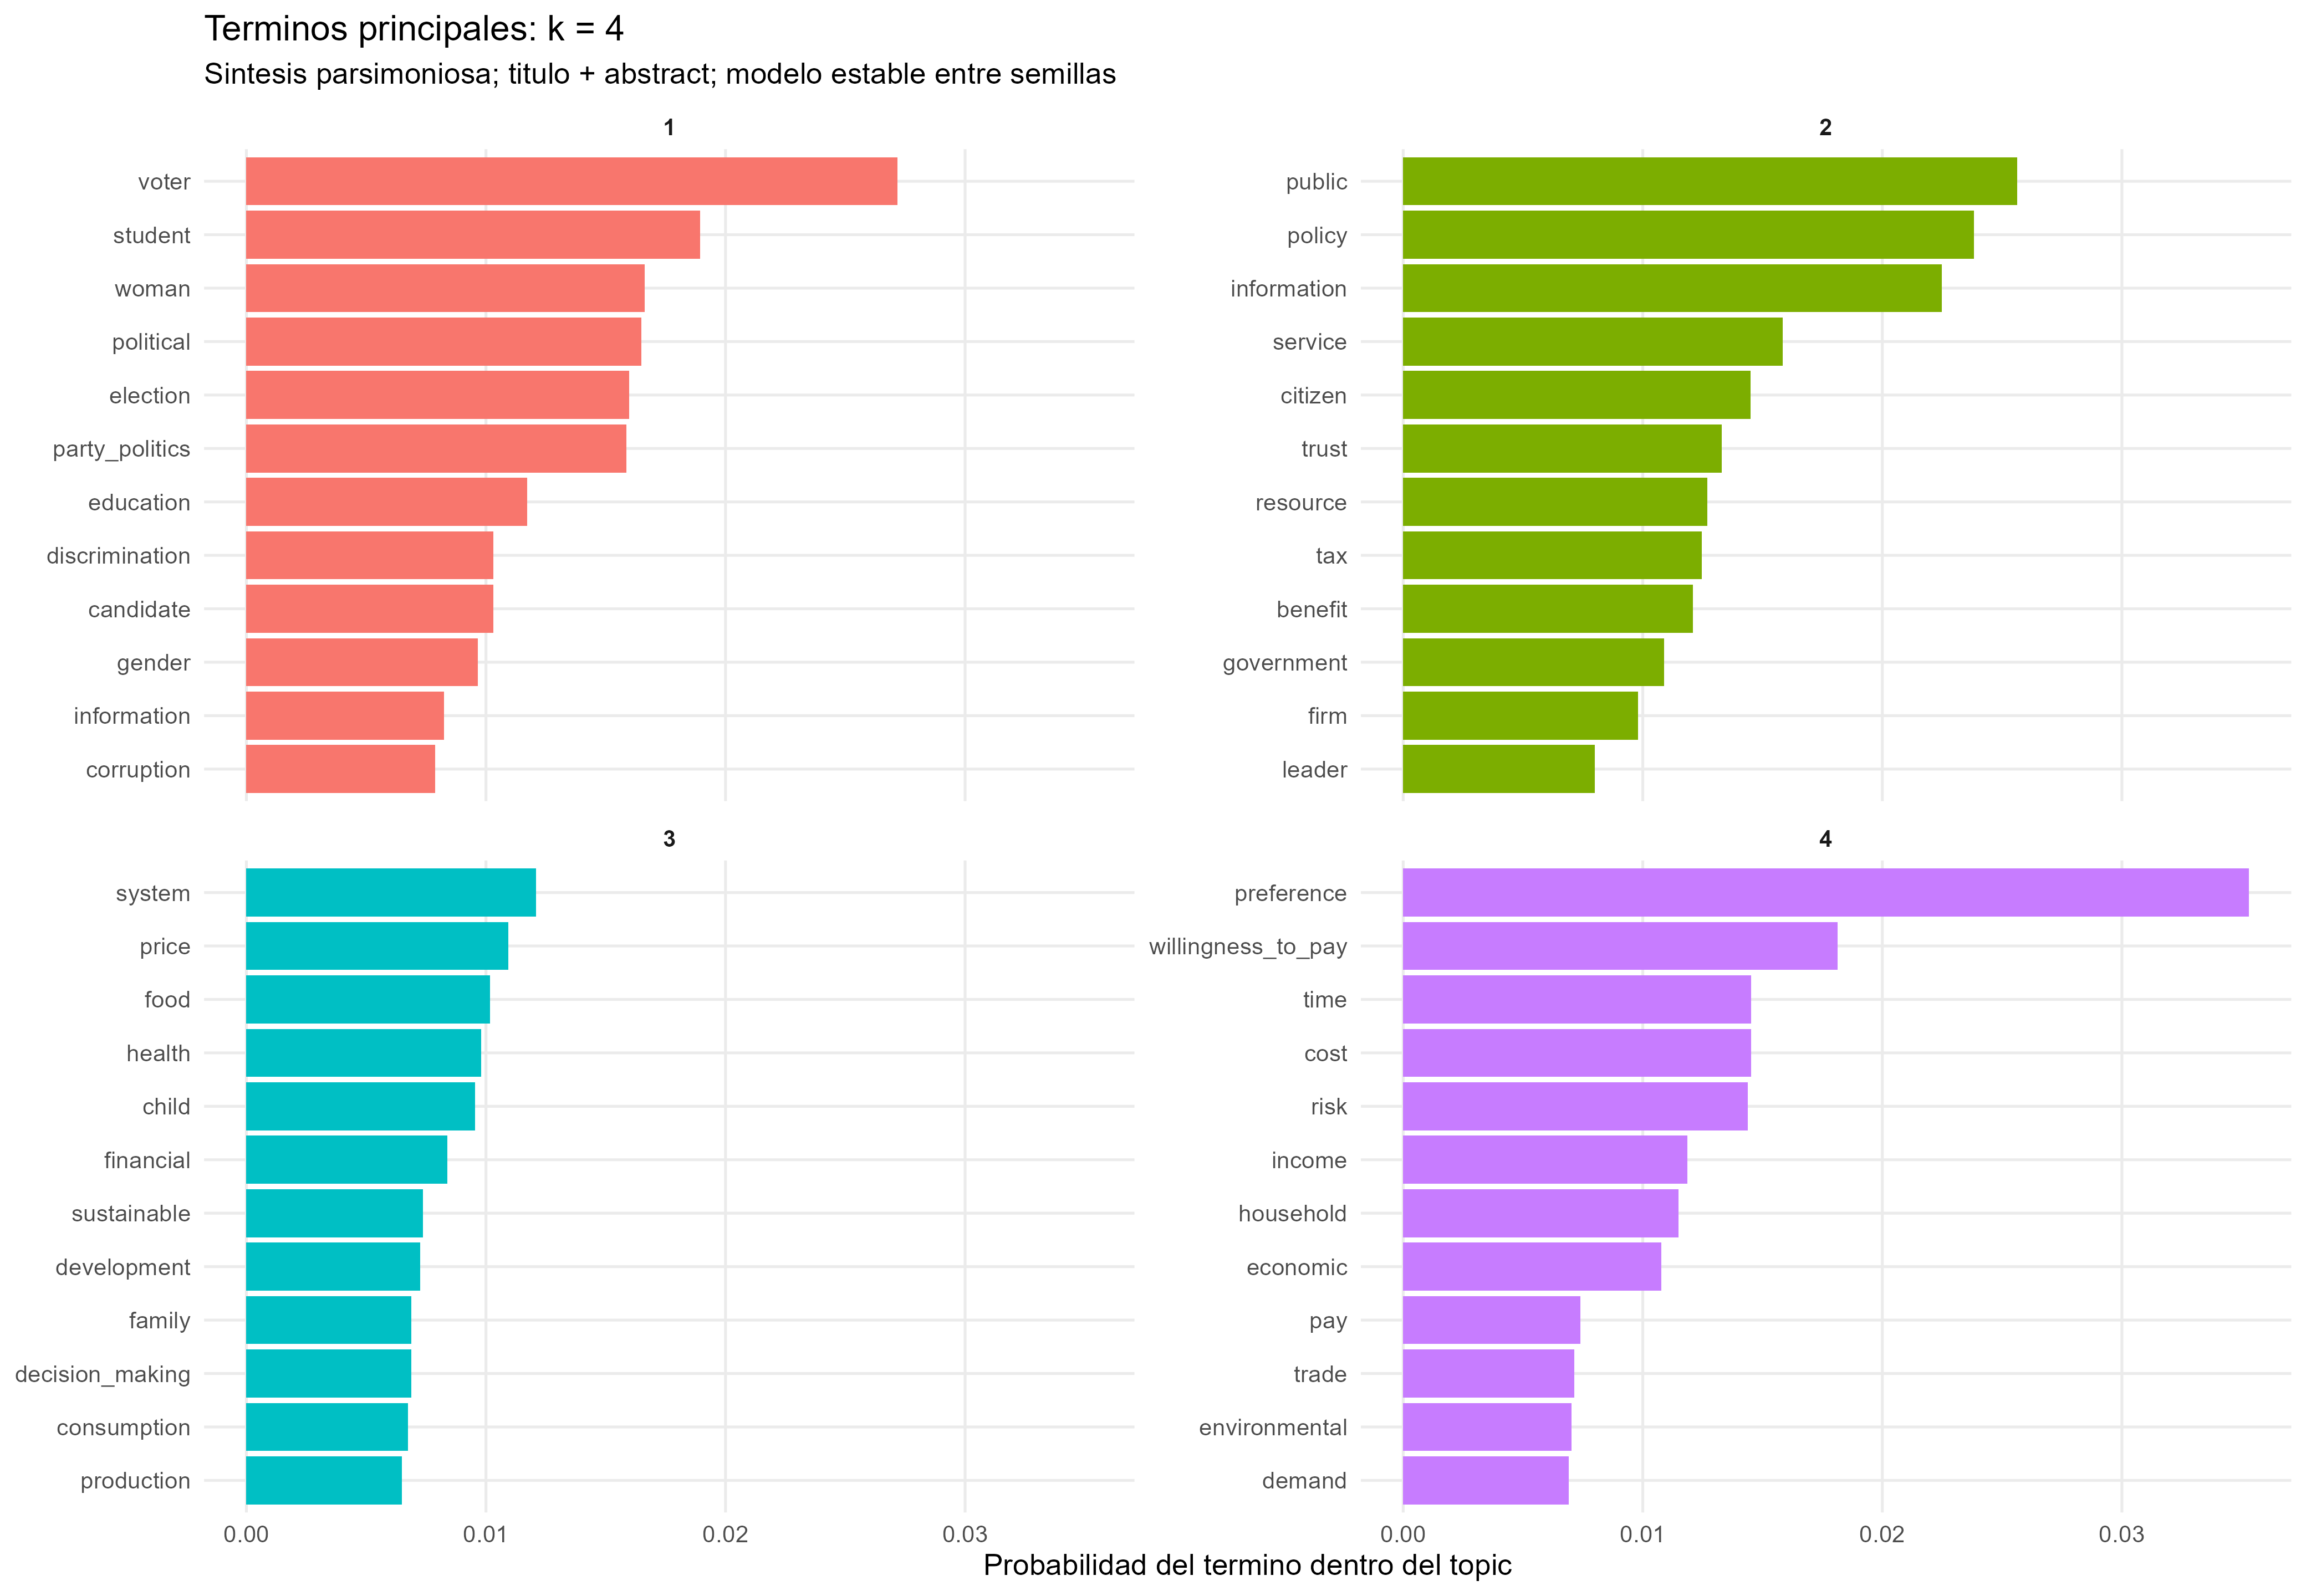 Terminos principales: k = 4
Sintesis parsimoniosa; titulo + abstract; modelo estable entre semillas
1
voter
student
woman
political
election
party_politics
education
discrimination
candidate
gender
information
corruption
2
public
policy
information
service
citizen
trust
resource
tax
benefit
government
firm
leader
3
system
price
food
health
child
financial
sustainable
development
family
decision_making
consumption
production
0.00 0.01 0.02 0.03
4
preference
willingness_to_pay
time
cost
risk
income
household
economic
pay
trade
environmental
demand
0.00 0.01 0.02 0.03
Probabilidad del termino dentro del topic